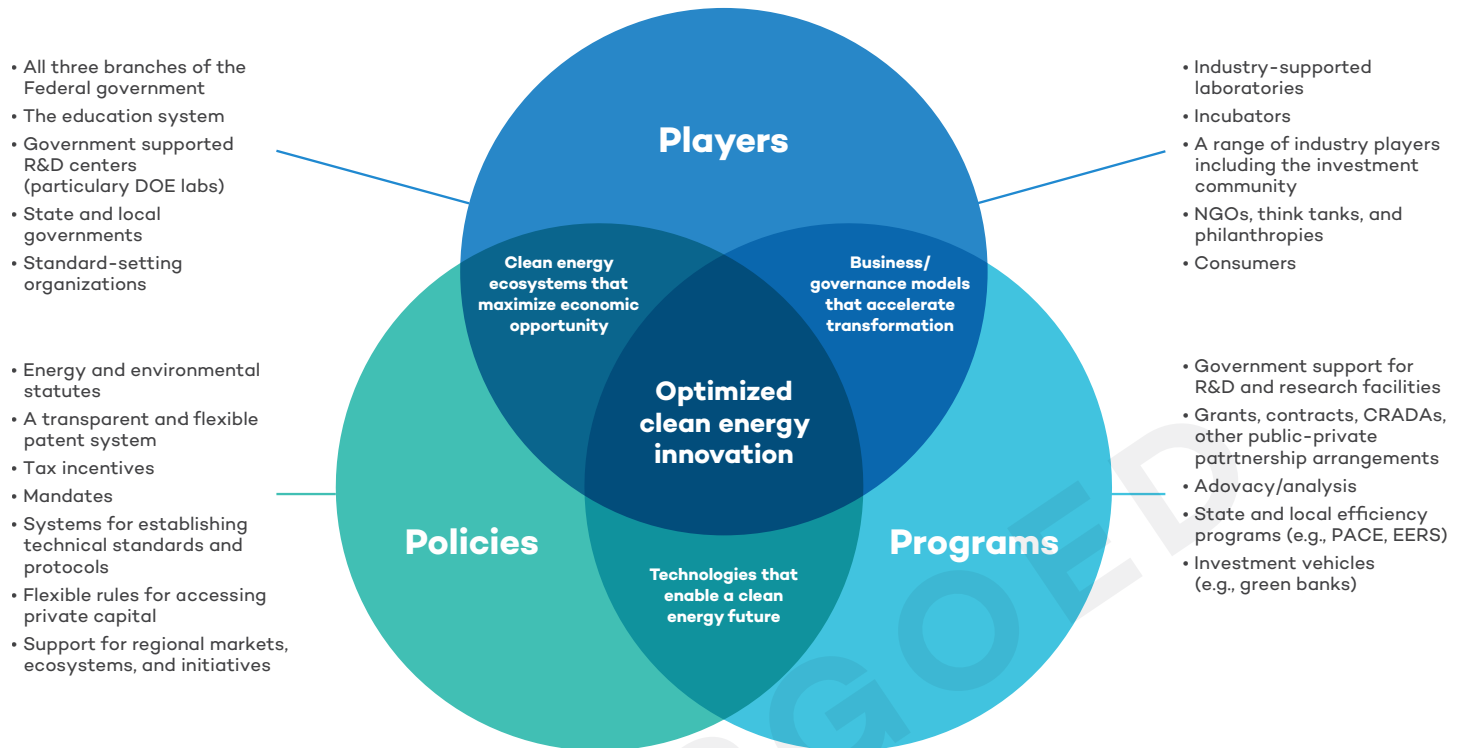 • All three branches of the
Federal government
• The education system
• Government supported
R&D centers
(particulary DOE labs)
• State and local
governments
• Standard-setting
organizations
Players
• Industry-supported
laboratories
• Incubators
• A range of industry players
including the investment
community
• NGOs, think tanks, and
philanthropies
• Consumers
Clean energy
ecosystems that
maximize economic
opportunity
Business/
governance models
that accelerate
transformation
Optimized
clean energy
innovation
• Energy and environmental
statutes
• A transparent and flexible
patent system
• Tax incentives
• Mandates
• Systems for establishing
technical standards and
protocols
• Flexible rules for accessing
private capital
• Support for regional markets,
ecosystems, and initiatives
Policies
Programs
• Government support for
R&D and research facilities
• Grants, contracts, CRADAs,
other public-private
patrtnership arrangements
• Adovacy/analysis
• State and local efficiency
programs (e.g., PACE, EERS)
• Investment vehicles
(e.g., green banks)
Technologies that
enable a clean
energy future